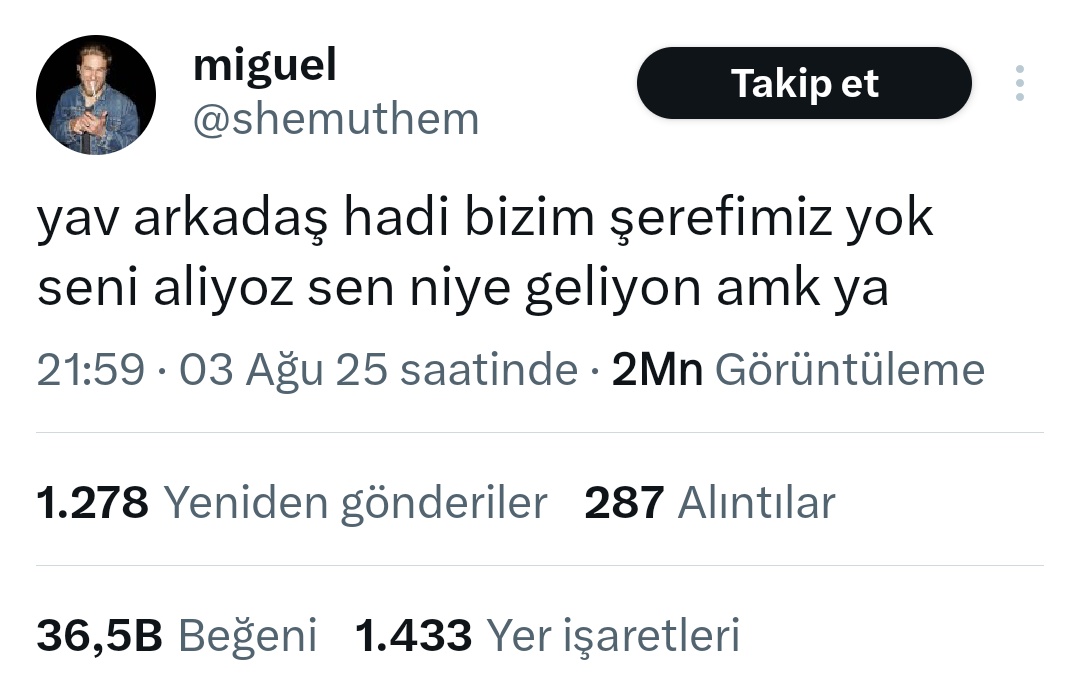 miguel
@shemuthem
Takip et
yav arkadaş hadi bizim şerefimiz yok
seni aliyoz sen niye geliyon amk ya
21:59 · 03 Ağu 25 saatinde · 2Mn Görüntüleme
1.278 Yeniden gönderiler 287 Alıntılar
36,5B Beğeni 1.433 Yer işaretleri